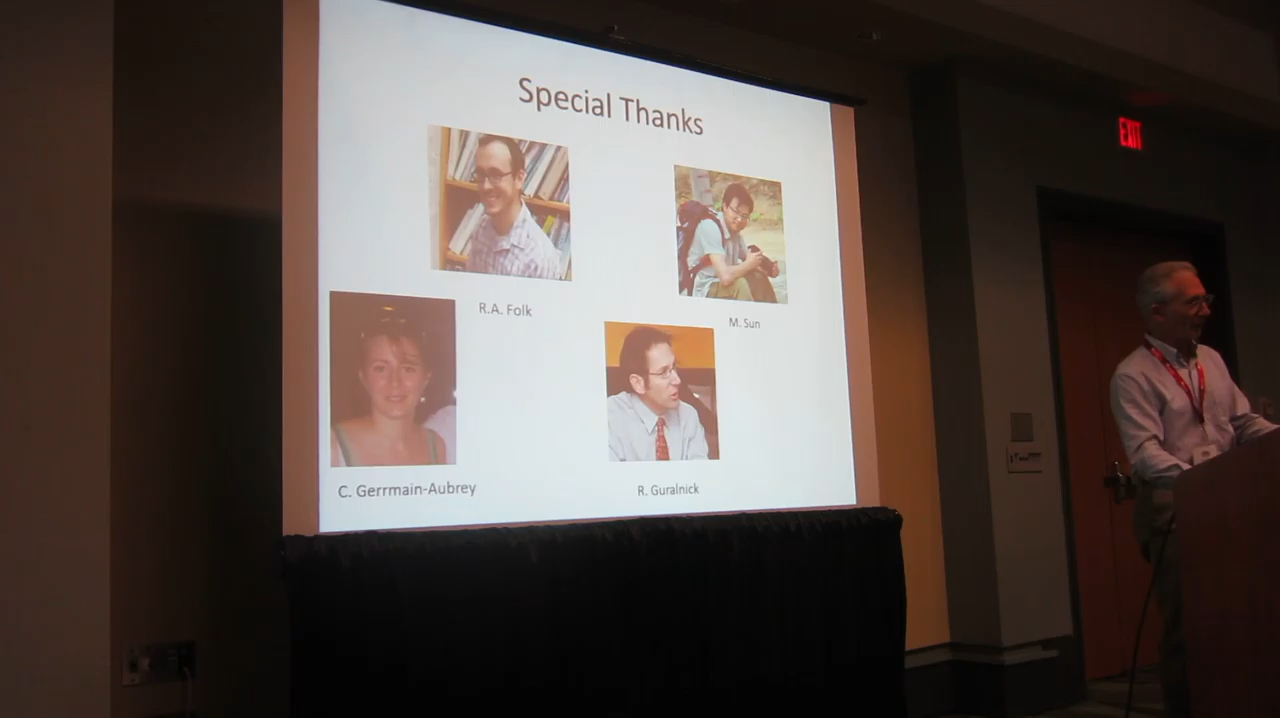 Special Thanks
R.A. Folk
M. Sun
C. Gerrmain-Aubrey
R. Guralnick
EXIT